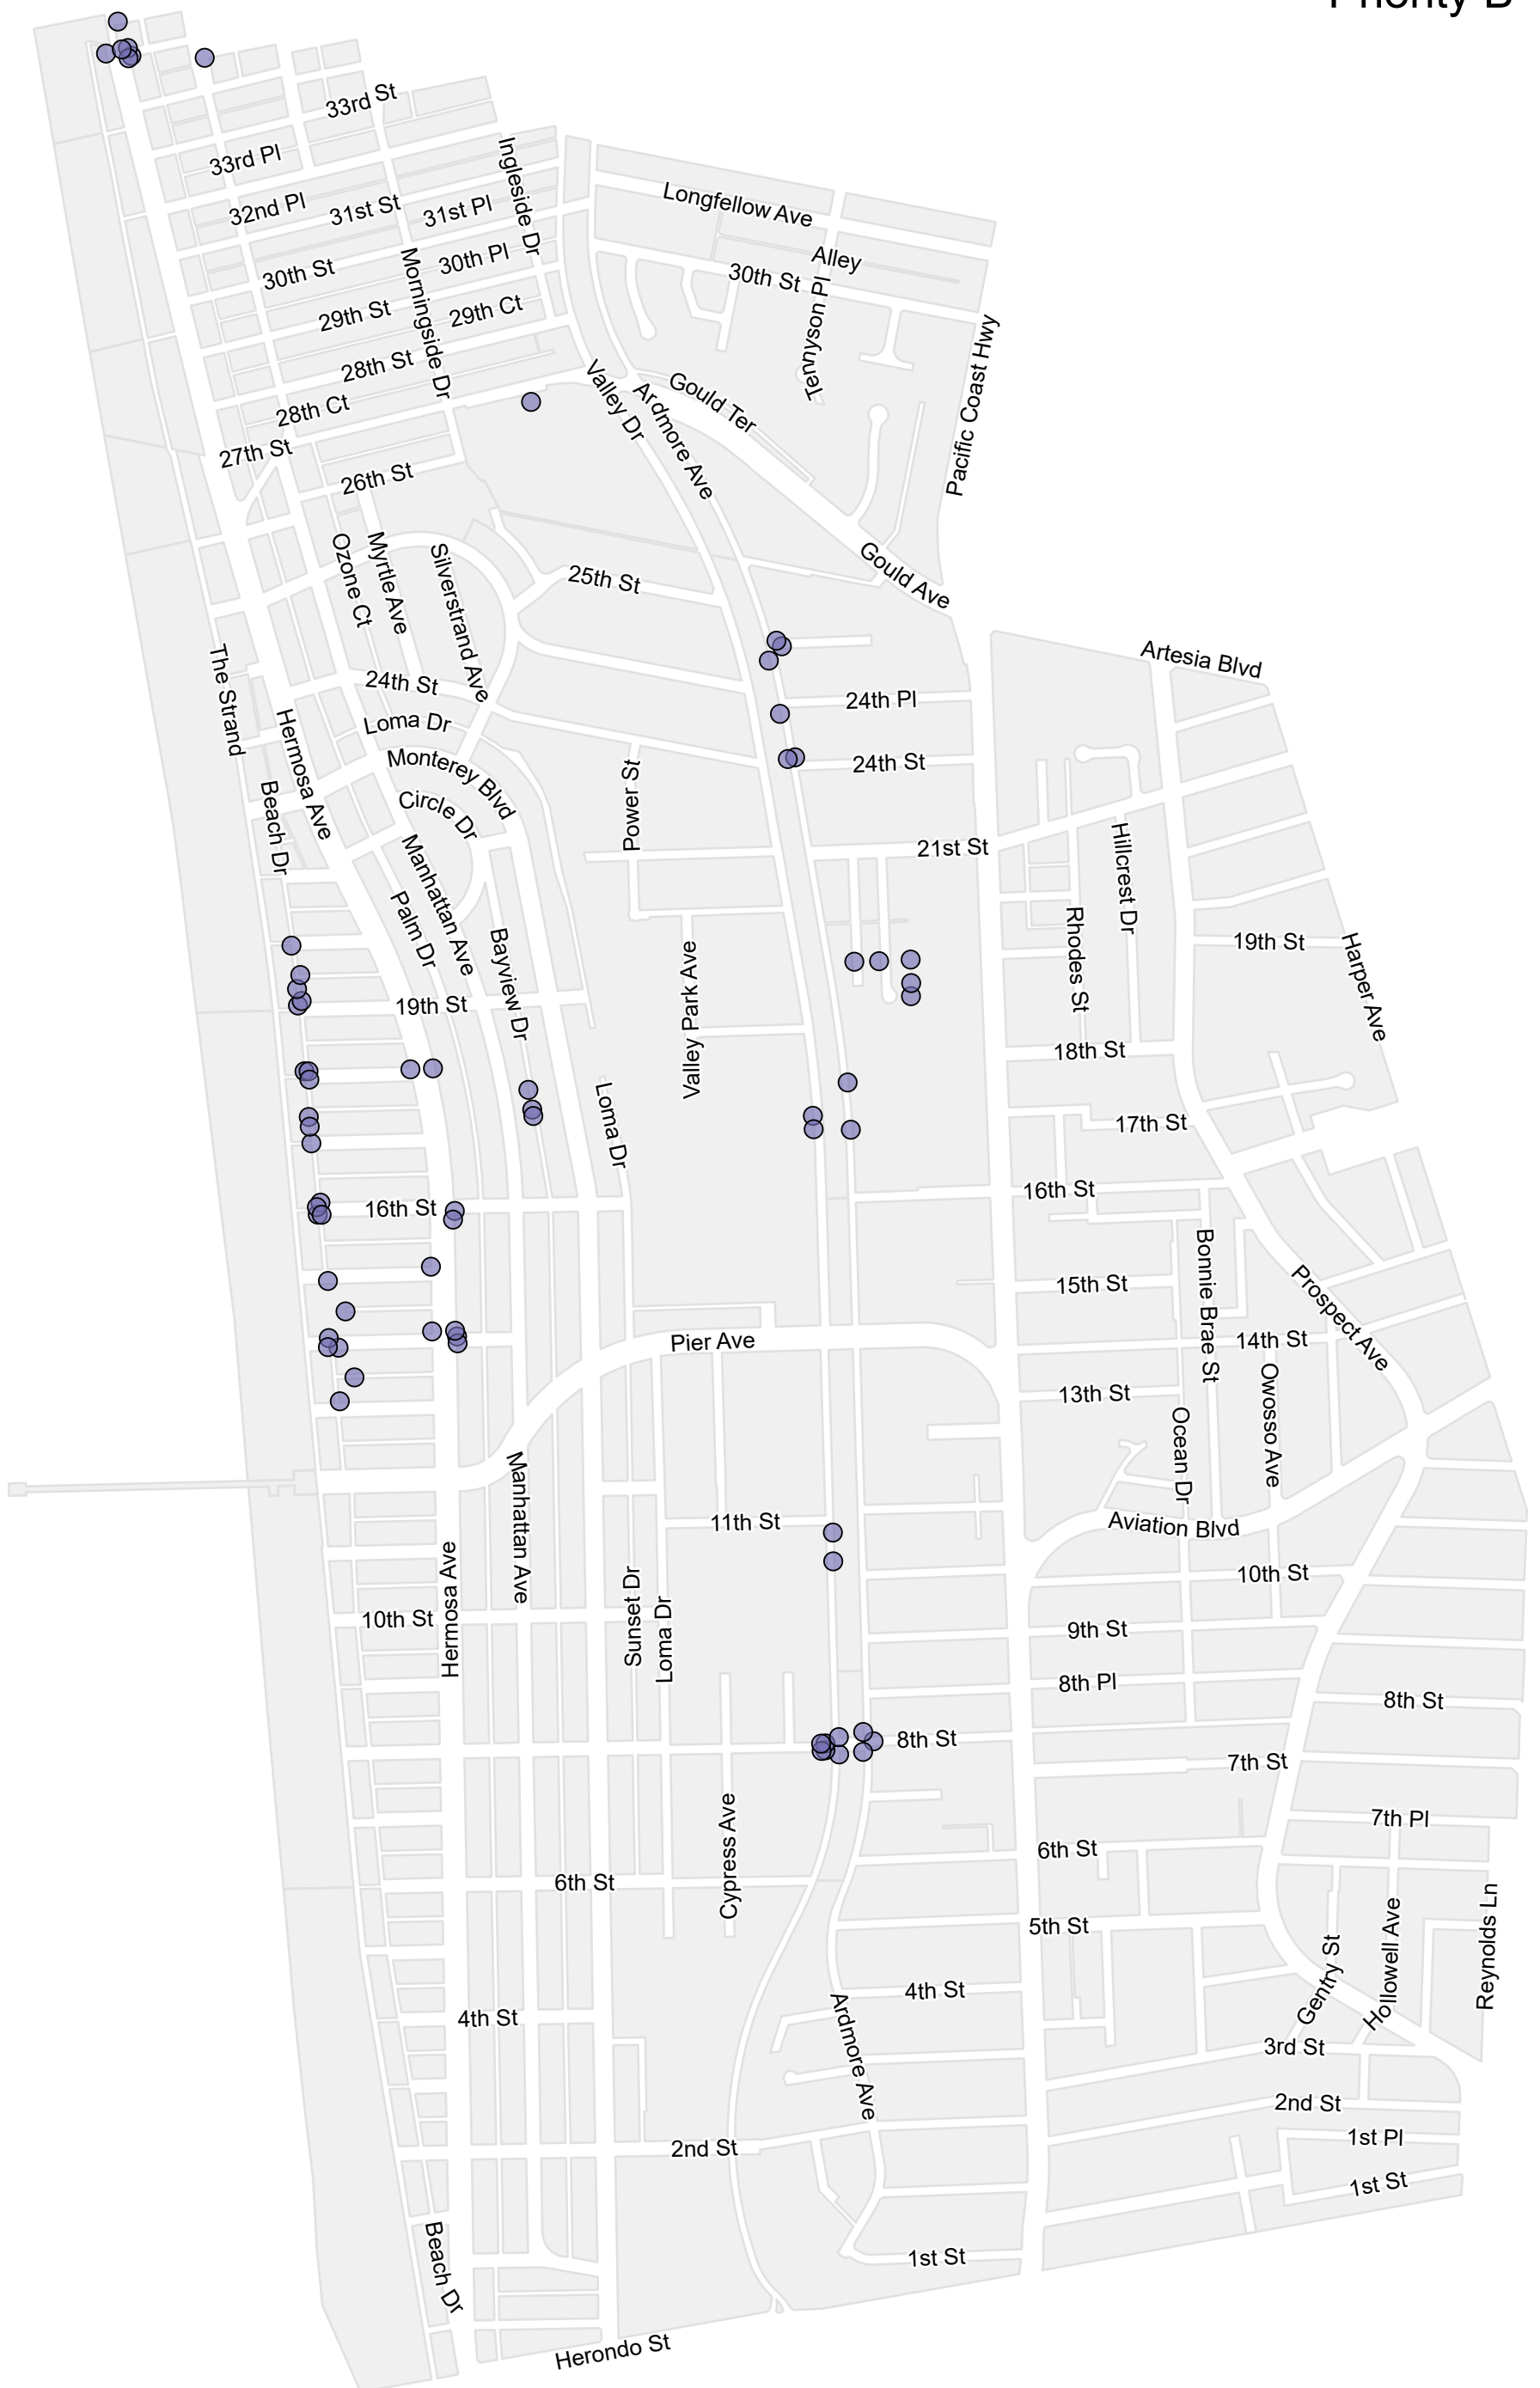 Priority B
33rd St
33rd Pl
Ingleside Dr
32nd Pl
31st St
31st Pl
Longfellow Ave
Alley
30th St
30th Pl
30th St
Morningside Dr
Tennyson Pl
29th St
29th Ct
28th St
Pacific Coast Hwy
Valley Dr
Ardmore Ave
Gould Ter
28th Ct
27th St
26th St
Ozone Ct
Myrtle Ave
Silverstrand Ave
25th St
Gould Ave
The Strand
24th St
Artesia Blvd
24th Pl
Hermosa Ave
Loma Dr
Monterey Blvd
24th St
Power St
Beach Dr
Circle Dr
21st St
Hillcrest Dr
Manhattan Ave
Palm Dr
Bayview Dr
Valley Park Ave
Rhodes St
19th St
Harper Ave
19th St
18th St
Loma Dr
17th St
16th St
16th St
Bonnie Brae St
15th St
Prospect Ave
Pier Ave
14th St
13th St
Owosso Ave
Ocean Dr
Manhattan Ave
11th St
Aviation Blvd
Hermosa Ave
Sunset Dr
Loma Dr
10th St
10th St
9th St
8th Pl
8th St
8th St
7th St
Cypress Ave
7th Pl
6th St
6th St
5th St
Gentry St
Hollowell Ave
Reynolds Ln
4th St
4th St
Ardmore Ave
3rd St
2nd St
2nd St
1st Pl
1st St
Beach Dr
1st St
Herondo St